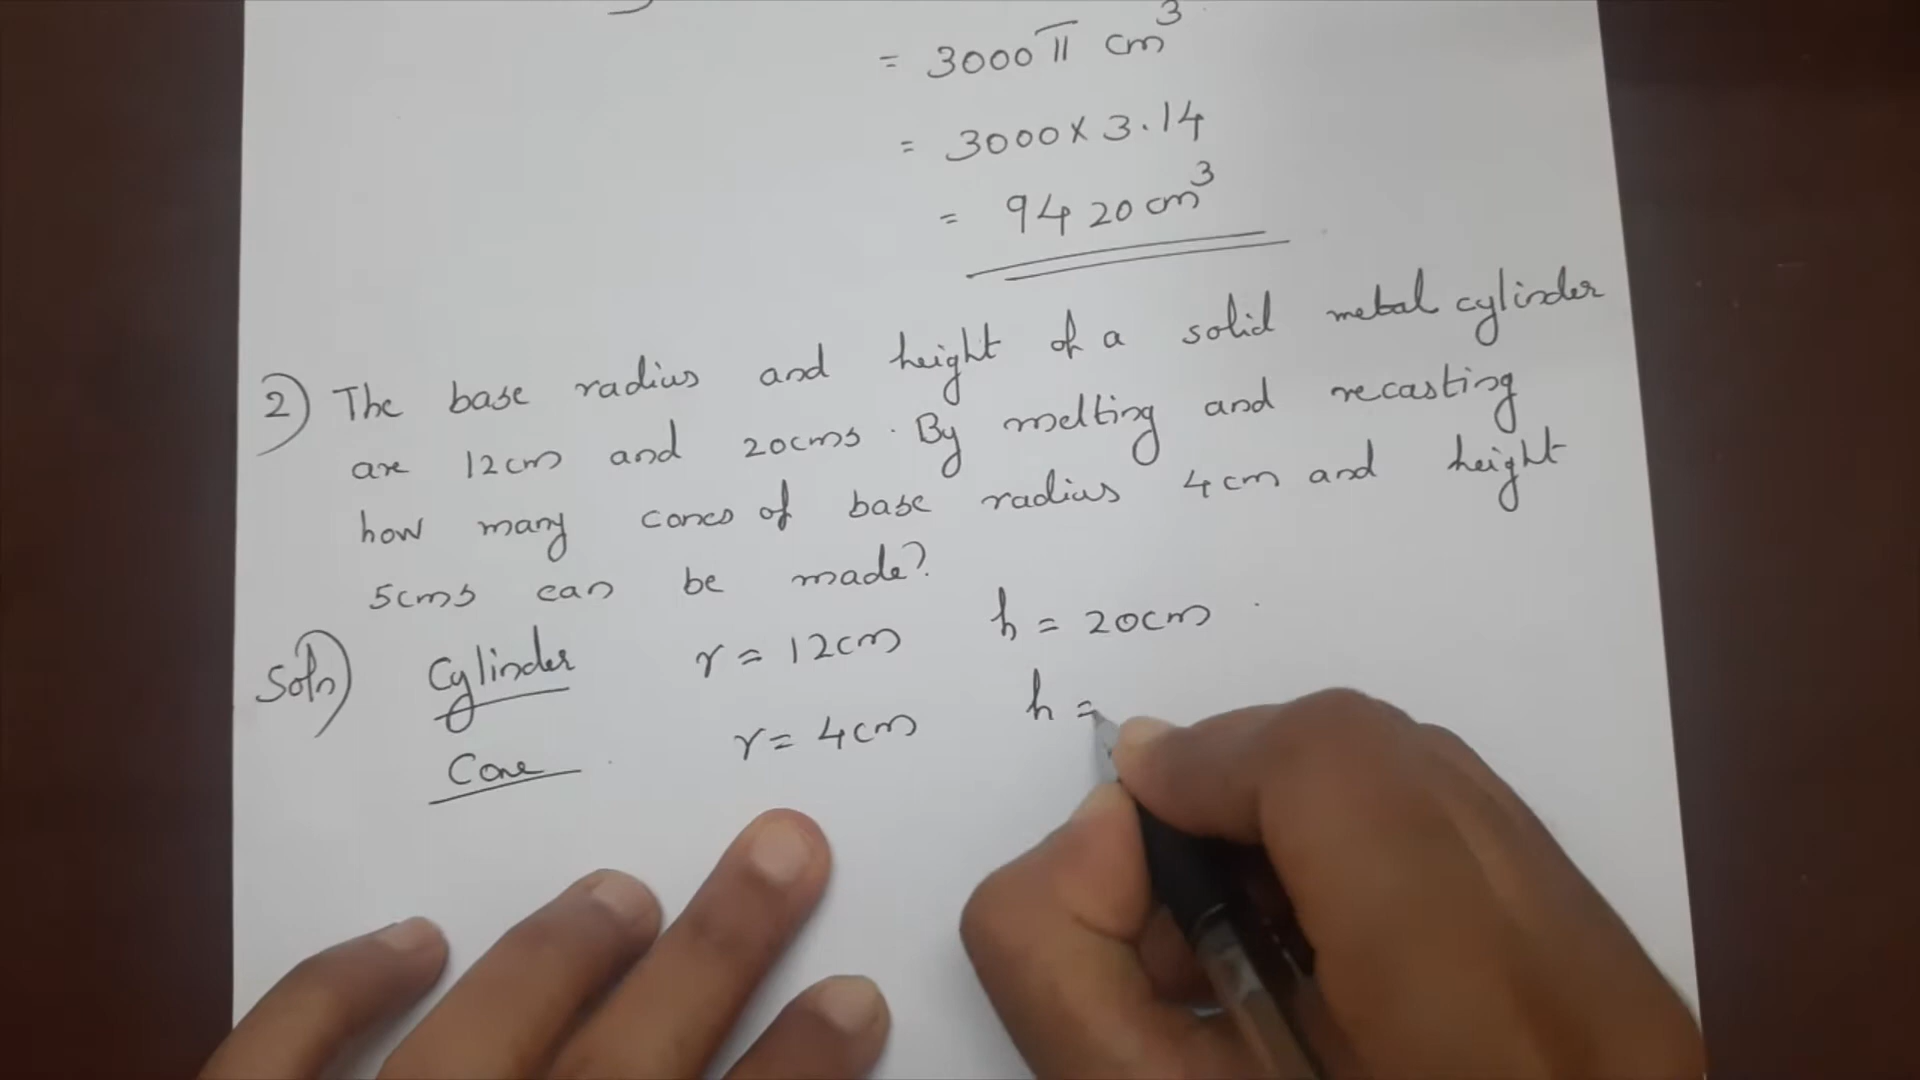 = 3000 π cm³
= 3000 x 3.14
= 9420 cm³
2) The base radius and height of a solid metal cylinder
are 12cm and 20cms. By melting and recasting
how many cones of base radius 4cm and height
5cms can be made?
Soln) Cylinder r = 12cm h = 20cm
Cone r = 4cm h =